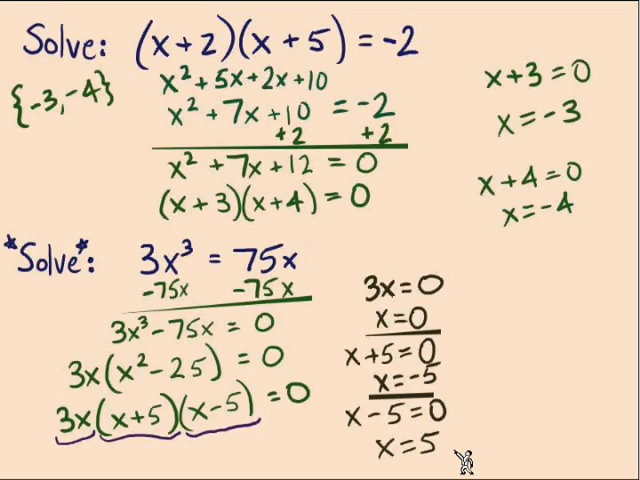 Solve: (x+2)(x+5) = -2
{-3,-4}
x² + 5x + 2x + 10
x² + 7x + 10 = -2
+2 +2
x² + 7x + 12 = 0
(x + 3)(x + 4) = 0
x + 3 = 0
x = -3
x + 4 = 0
x = -4
*Solve*: 3x³ = 75x
-75x -75x
3x³ - 75x = 0
3x(x² - 25) = 0
3x(x+5)(x-5) = 0
3x = 0
x = 0
x + 5 = 0
x = -5
x - 5 = 0
x = 5